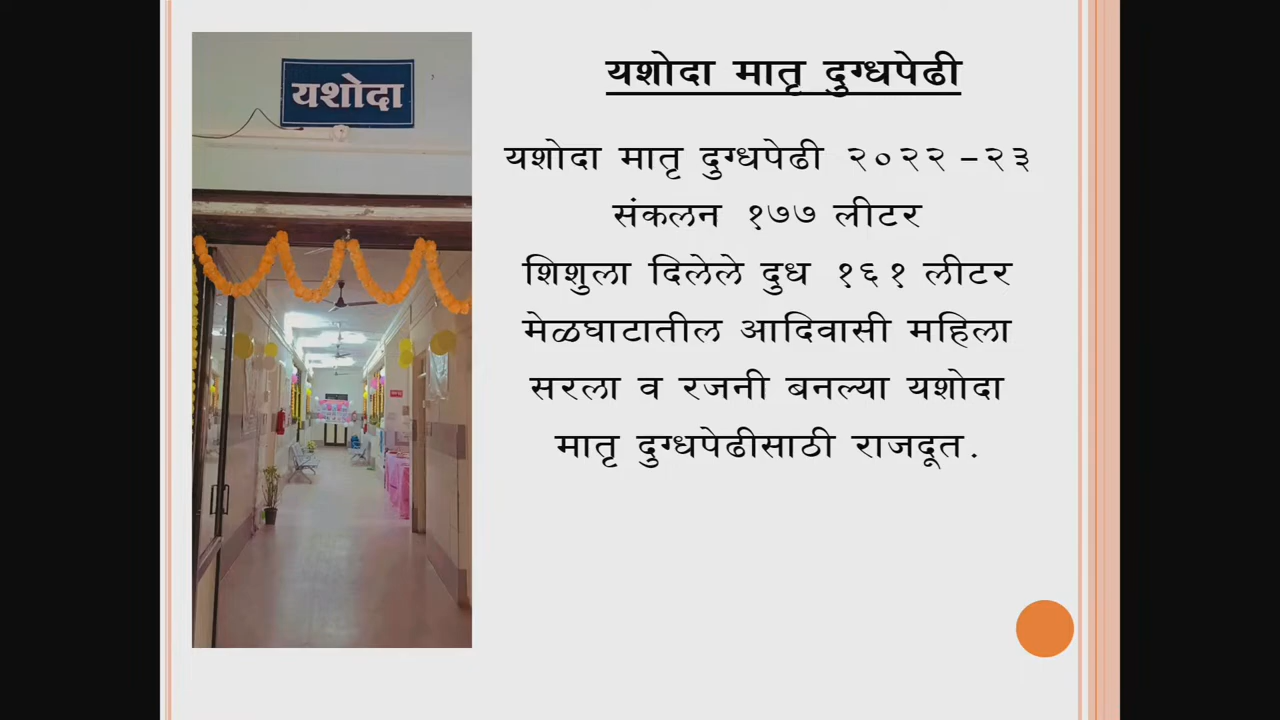 यशोदा
यशोदा मातृ दुग्धपेढी
यशोदा मातृ दुग्धपेढी २०२२ -२३
संकलन १७७ लीटर
शिशुला दिलेले दुध १६१ लीटर
मेळघाटातील आदिवासी महिला
सरला व रजनी बनल्या यशोदा
मातृ दुग्धपेढीसाठी राजदूत.